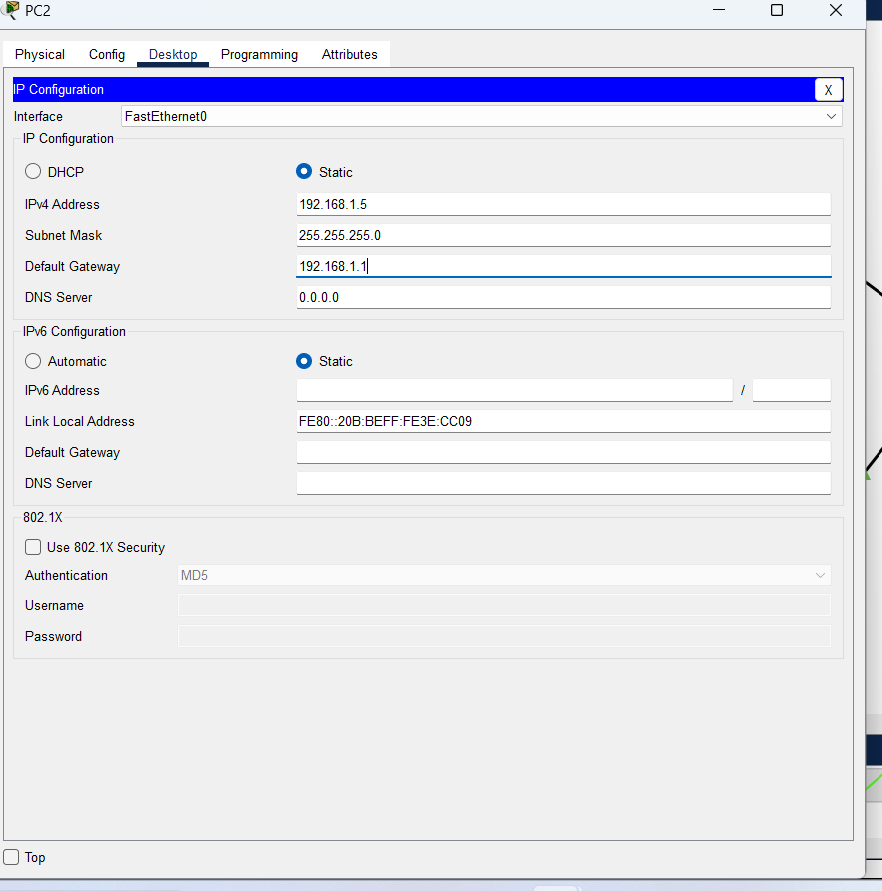 PC2
Physical Config Desktop Programming Attributes
IP Configuration X
Interface FastEthernet0
IP Configuration
DHCP Static
IPv4 Address 192.168.1.5
Subnet Mask 255.255.255.0
Default Gateway 192.168.1.1
DNS Server 0.0.0.0
IPv6 Configuration
Automatic Static
IPv6 Address /
Link Local Address FE80::20B:BEFF:FE3E:CC09
Default Gateway
DNS Server
802.1X
Use 802.1X Security
Authentication MD5
Username
Password
Top